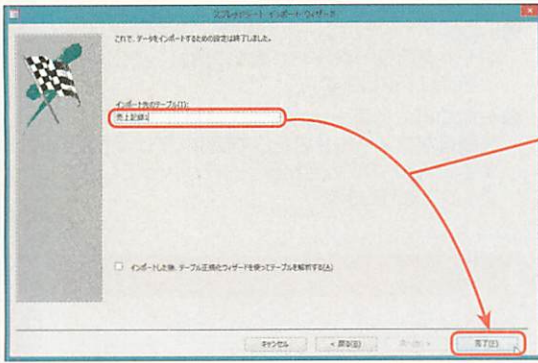 スプレッドシート インポート ウィザード
これで、データをインポートするための設定は終了しました。
インポート先のテーブル(I):
売上記録1
インポートした後、テーブル正規化ウィザードを使ってテーブルを解析する(A)
キャンセル
< 戻る(B)
次へ(N) >
完了(F)